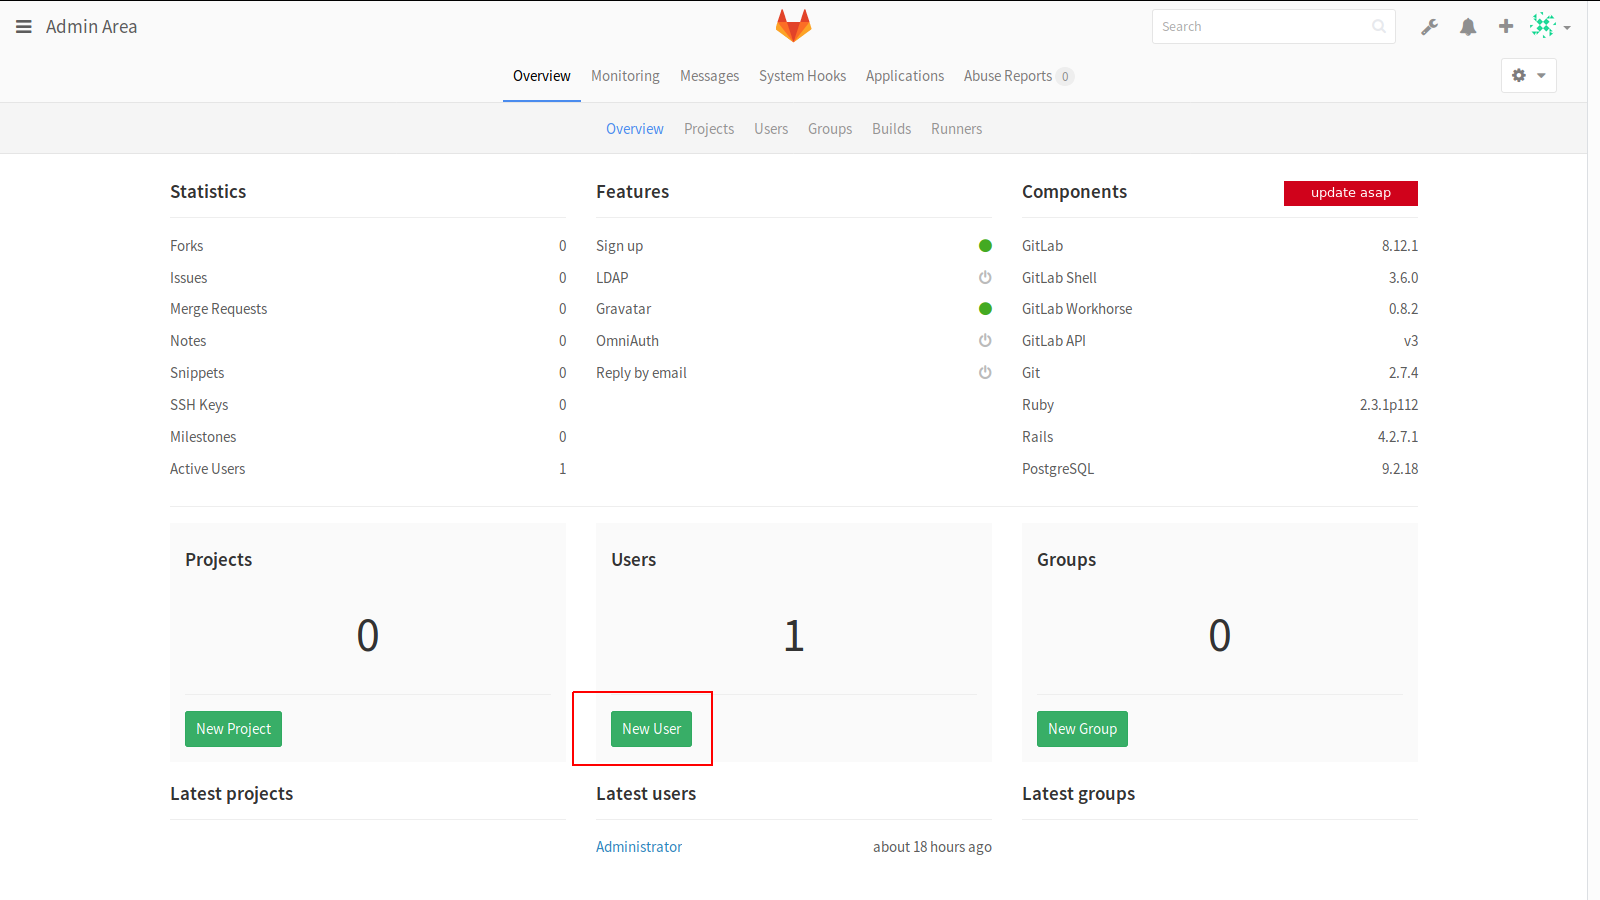 Admin Area
Search
Overview Monitoring Messages System Hooks Applications Abuse Reports 0
Overview Projects Users Groups Builds Runners
Statistics
Forks 0
Issues 0
Merge Requests 0
Notes 0
Snippets 0
SSH Keys 0
Milestones 0
Active Users 1
Features
Sign up
LDAP
Gravatar
OmniAuth
Reply by email
Components update asap
GitLab 8.12.1
GitLab Shell 3.6.0
GitLab Workhorse 0.8.2
GitLab API v3
Git 2.7.4
Ruby 2.3.1p112
Rails 4.2.7.1
PostgreSQL 9.2.18
Projects
0
New Project
Users
1
New User
Groups
0
New Group
Latest projects
Latest users
Administrator about 18 hours ago
Latest groups